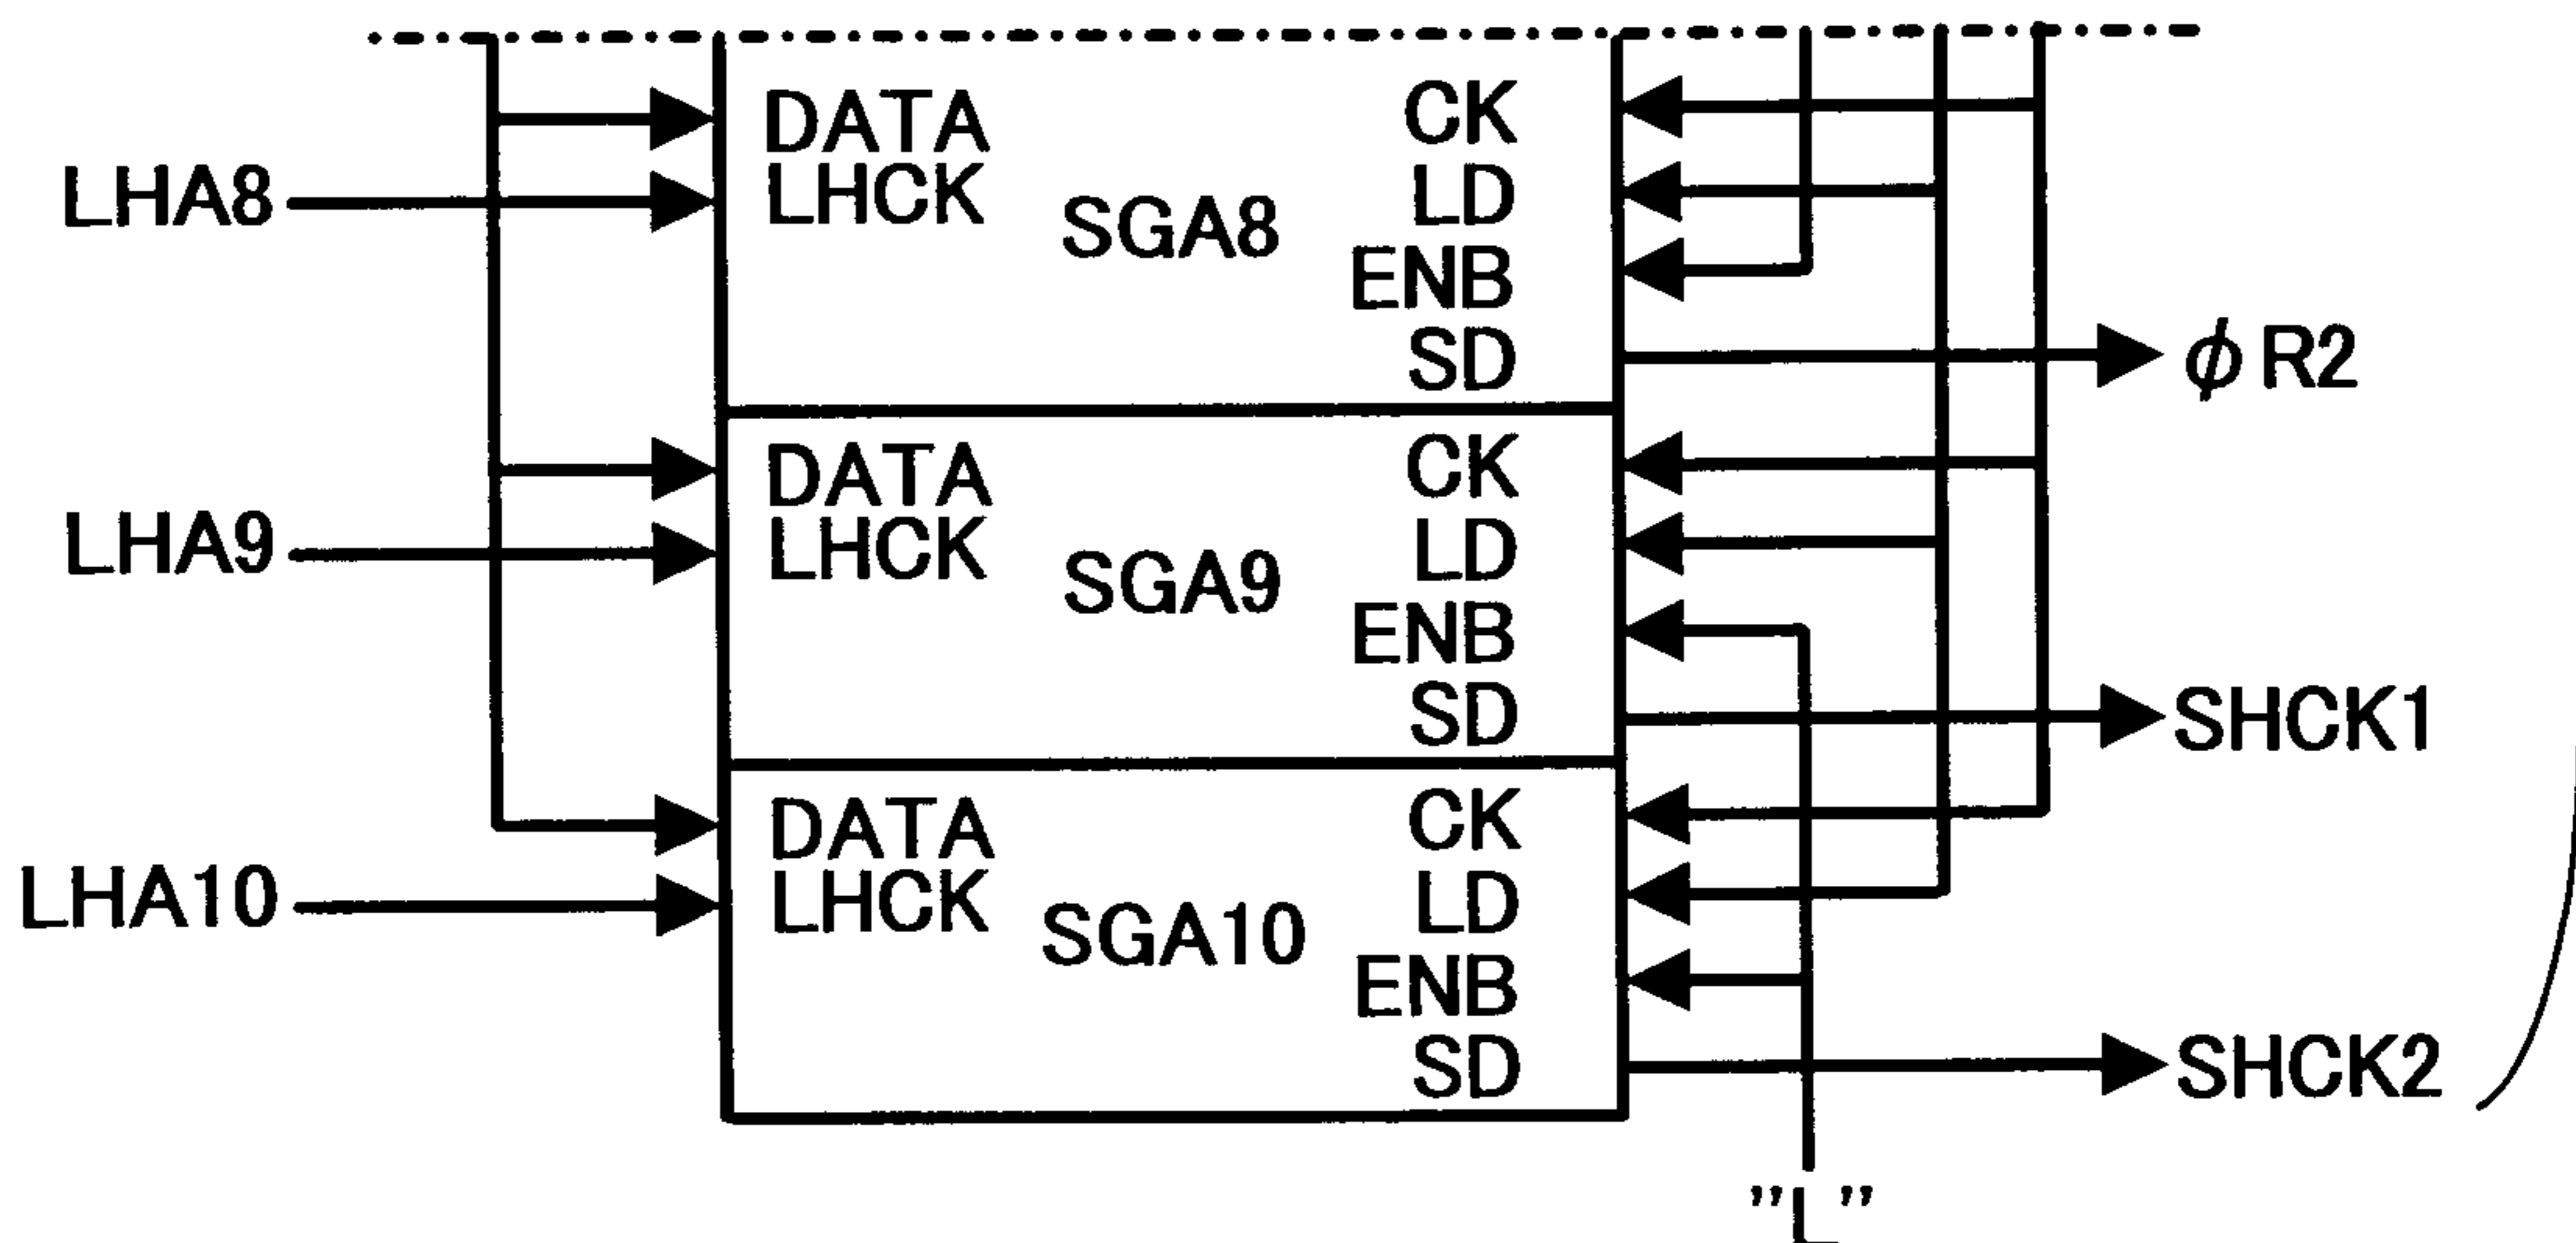 DATA CK
LHA8 LHCK SGA8 LD
ENB
SD φR2
DATA CK
LHA9 LHCK SGA9 LD
ENB
SD SHCK1
DATA CK
LHA10 LHCK SGA10 LD
ENB
SD SHCK2
"L"